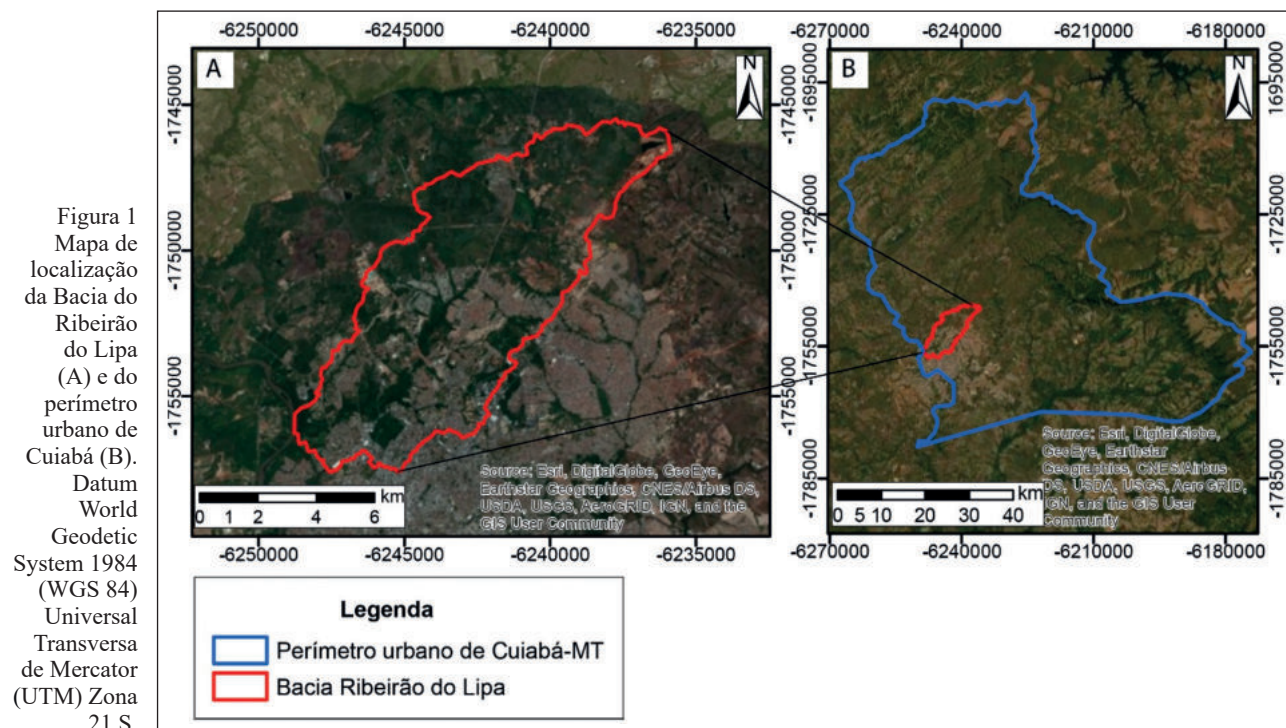 Figura 1
Mapa de
localização
da Bacia do
Ribeirão
do Lipa
(A) e do
perímetro
urbano de
Cuiabá (B).
Datum
World
Geodetic
System 1984
(WGS 84)
Universal
Transversa
de Mercator
(UTM) Zona
21 S.
-6250000 -6245000 -6240000 -6235000
A
N
-1745000
-1750000
-1755000
-1745000
-1750000
-1755000
Source: Esri, DigitalGlobe, GeoEye,
Earthstar Geographics, CNES/Airbus DS,
USDA, USGS, AeroGRID, IGN, and the
GIS User Community
km
0 1 2 4 6
-6250000 -6245000 -6240000 -6235000
-6270000 -6240000 -6210000 -6180000
B
N
-1695000
-1725000
-1755000
-1785000
-1695000
-1725000
-1755000
-1785000
Source: Esri, DigitalGlobe,
GeoEye, Earthstar
Geographics, CNES/Airbus
DS, USDA, USGS, AeroGRID,
IGN, and the GIS User
Community
km
0 5 10 20 30 40
-6270000 -6240000 -6210000 -6180000
Legenda
Perímetro urbano de Cuiabá-MT
Bacia Ribeirão do Lipa